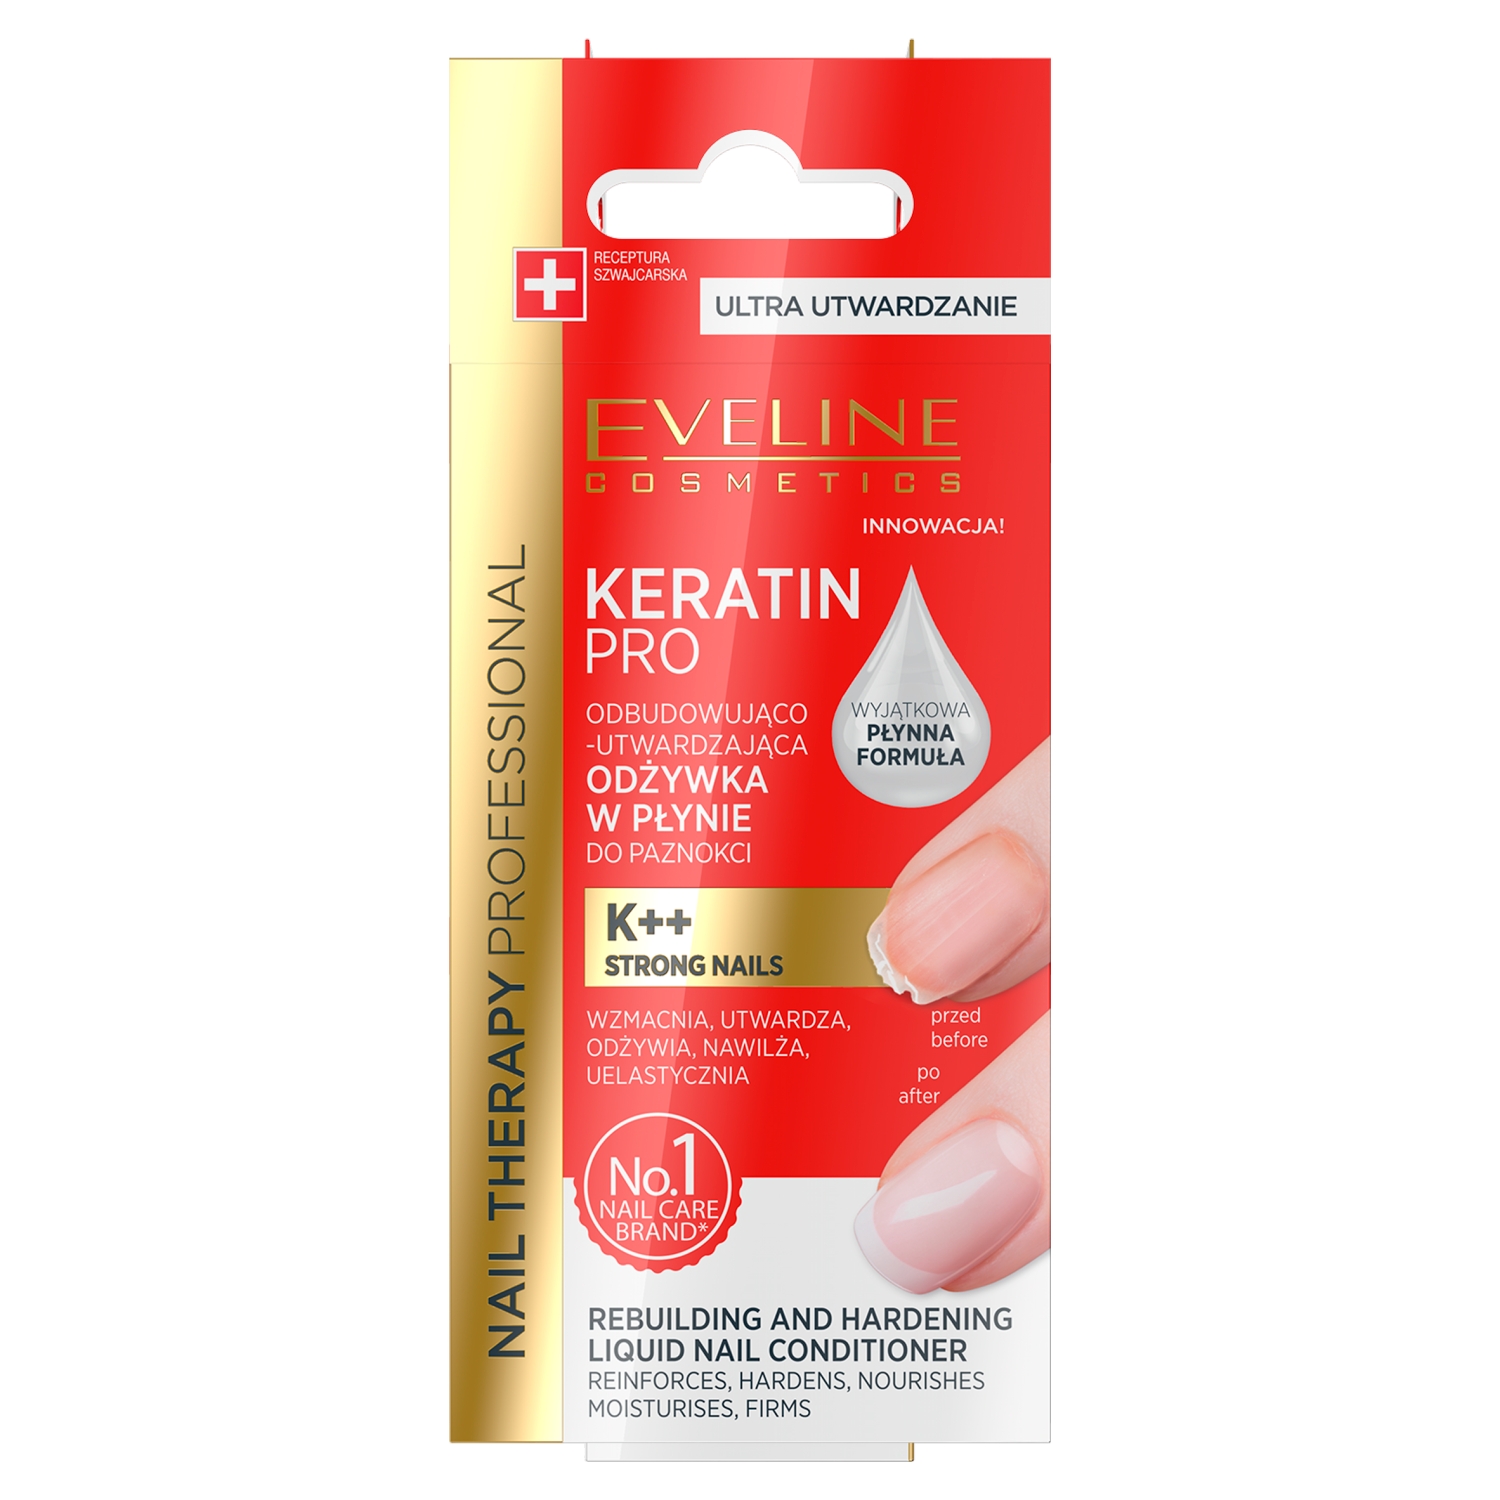 RECEPTURA
SZWAJCARSKA
ULTRA UTWARDZANIE
EVELINE
COSMETICS
INNOWACJA!
KERATIN
PRO
ODBUDOWUJĄCO
-UTWARDZAJĄCA
ODŻYWKA
W PŁYNIE
DO PAZNOKCI
WYJĄTKOWA
PŁYNNA
FORMUŁA
K++
STRONG NAILS
WZMACNIA, UTWARDZA,
ODŻYWIA, NAWILŻA,
UELASTYCZNIA
przed
before
po
after
No.1
NAIL CARE
BRAND*
REBUILDING AND HARDENING
LIQUID NAIL CONDITIONER
REINFORCES, HARDENS, NOURISHES
MOISTURISES, FIRMS
NAIL THERAPY PROFESSIONAL